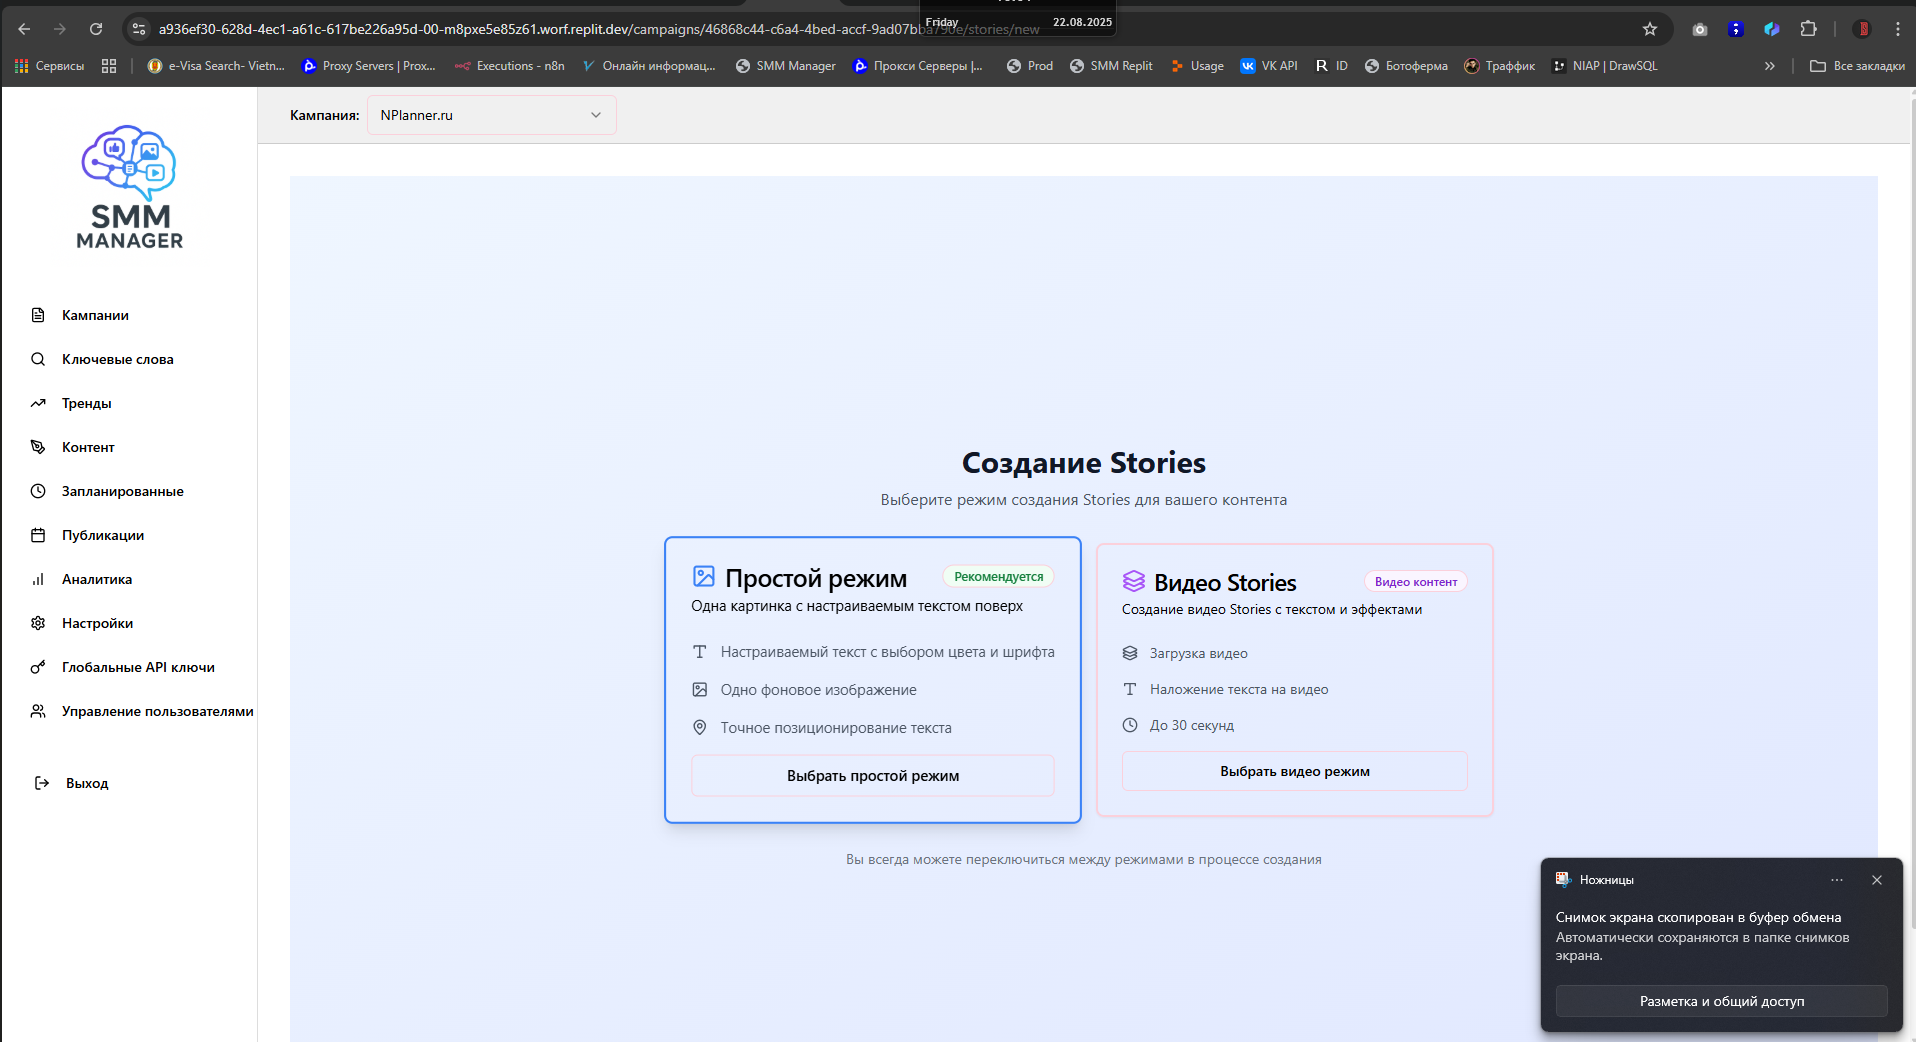 Friday 22.08.2025
a936ef30-628d-4ec1-a61c-617be226a95d-00-m8pxe5e85z61.worf.replit.dev/campaigns/46868c44-c6a4-4bed-accf-9ad07bba790e/stories/new
Сервисы
e-Visa Search- Vietn...
Proxy Servers | Prox...
Executions - n8n
Онлайн информац...
SMM Manager
Прокси Серверы |...
Prod
SMM Replit
Usage
VK API
R ID
Ботоферма
Траффик
NIAP | DrawSQL
»
Все закладки
SMM
MANAGER
Кампания: NPlanner.ru
Кампании
Ключевые слова
Тренды
Контент
Запланированные
Публикации
Аналитика
Настройки
Глобальные API ключи
Управление пользователями
Выход
Создание Stories
Выберите режим создания Stories для вашего контента
Простой режим
Рекомендуется
Одна картинка с настраиваемым текстом поверх
Настраиваемый текст с выбором цвета и шрифта
Одно фоновое изображение
Точное позиционирование текста
Выбрать простой режим
Видео Stories
Видео контент
Создание видео Stories с текстом и эффектами
Загрузка видео
Наложение текста на видео
До 30 секунд
Выбрать видео режим
Вы всегда можете переключиться между режимами в процессе создания
Ножницы
Снимок экрана скопирован в буфер обмена
Автоматически сохраняются в папке снимков
экрана.
Разметка и общий доступ